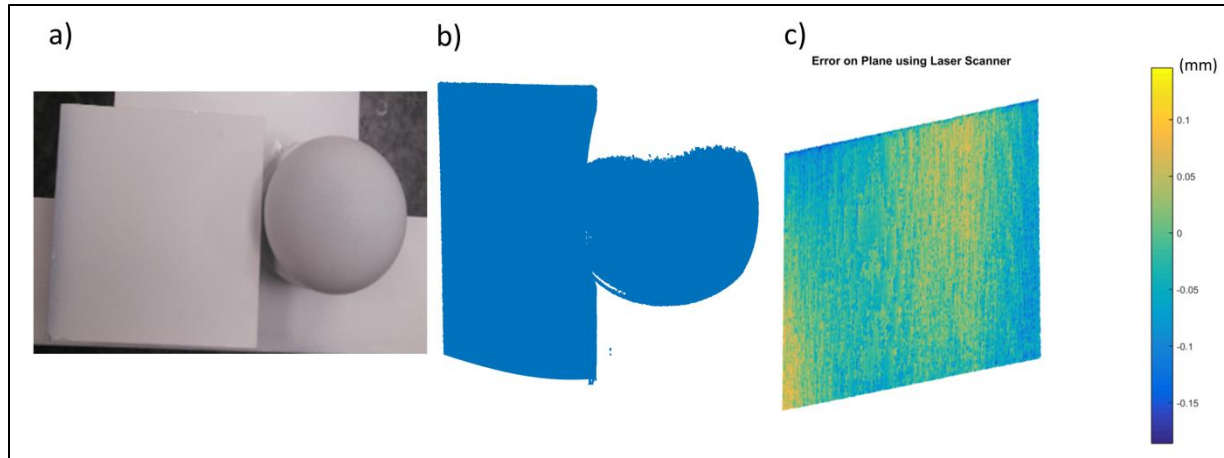 a)
b)
c)
Error on Plane using Laser Scanner
(mm)
0.1
0.05
0
-0.05
-0.1
-0.15